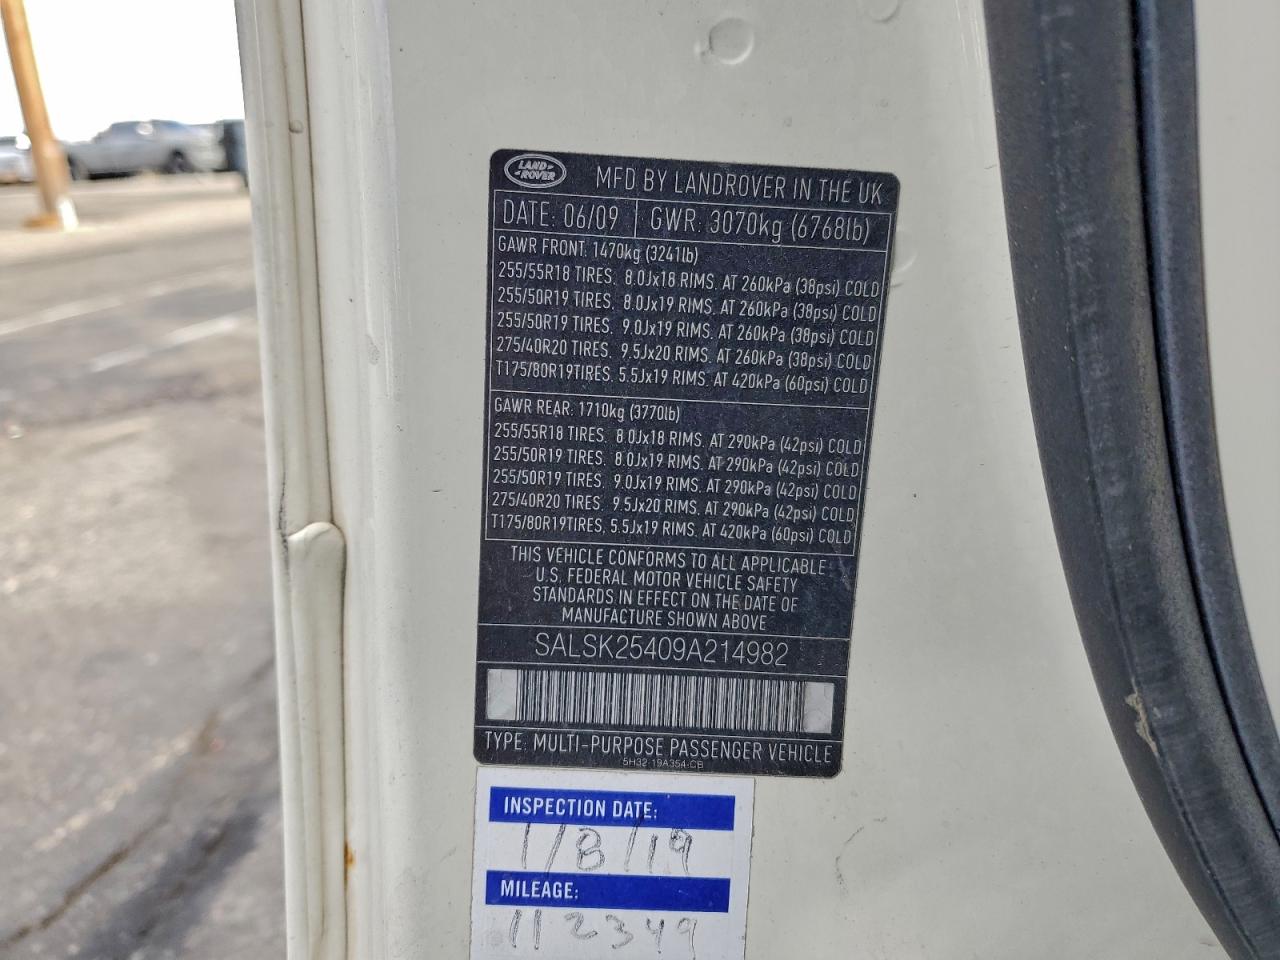 LAND ROVER
MFD BY LANDROVER IN THE UK
DATE: 06/09 GWR: 3070kg (6768lb)
GAWR FRONT: 1470kg (3241lb)
255/55R18 TIRES. 8.0Jx18 RIMS. AT 260kPa (38psi) COLD
255/50R19 TIRES. 8.0Jx19 RIMS. AT 260kPa (38psi) COLD
255/50R19 TIRES. 9.0Jx19 RIMS. AT 260kPa (38psi) COLD
275/40R20 TIRES. 9.5Jx20 RIMS. AT 260kPa (38psi) COLD
T175/80R19TIRES. 5.5Jx19 RIMS. AT 420kPa (60psi) COLD
GAWR REAR: 1710kg (3770lb)
255/55R18 TIRES. 8.0Jx18 RIMS. AT 290kPa (42psi) COLD
255/50R19 TIRES. 8.0Jx19 RIMS. AT 290kPa (42psi) COLD
255/50R19 TIRES. 9.0Jx19 RIMS. AT 290kPa (42psi) COLD
275/40R20 TIRES. 9.5Jx20 RIMS. AT 290kPa (42psi) COLD
T175/80R19TIRES, 5.5Jx19 RIMS. AT 420kPa (60psi) COLD
THIS VEHICLE CONFORMS TO ALL APPLICABLE
U.S. FEDERAL MOTOR VEHICLE SAFETY
STANDARDS IN EFFECT ON THE DATE OF
MANUFACTURE SHOWN ABOVE
SALSK25409A214982
TYPE: MULTI-PURPOSE PASSENGER VEHICLE
5H32-19A354-CB
INSPECTION DATE:
1/8/19
MILEAGE:
112349